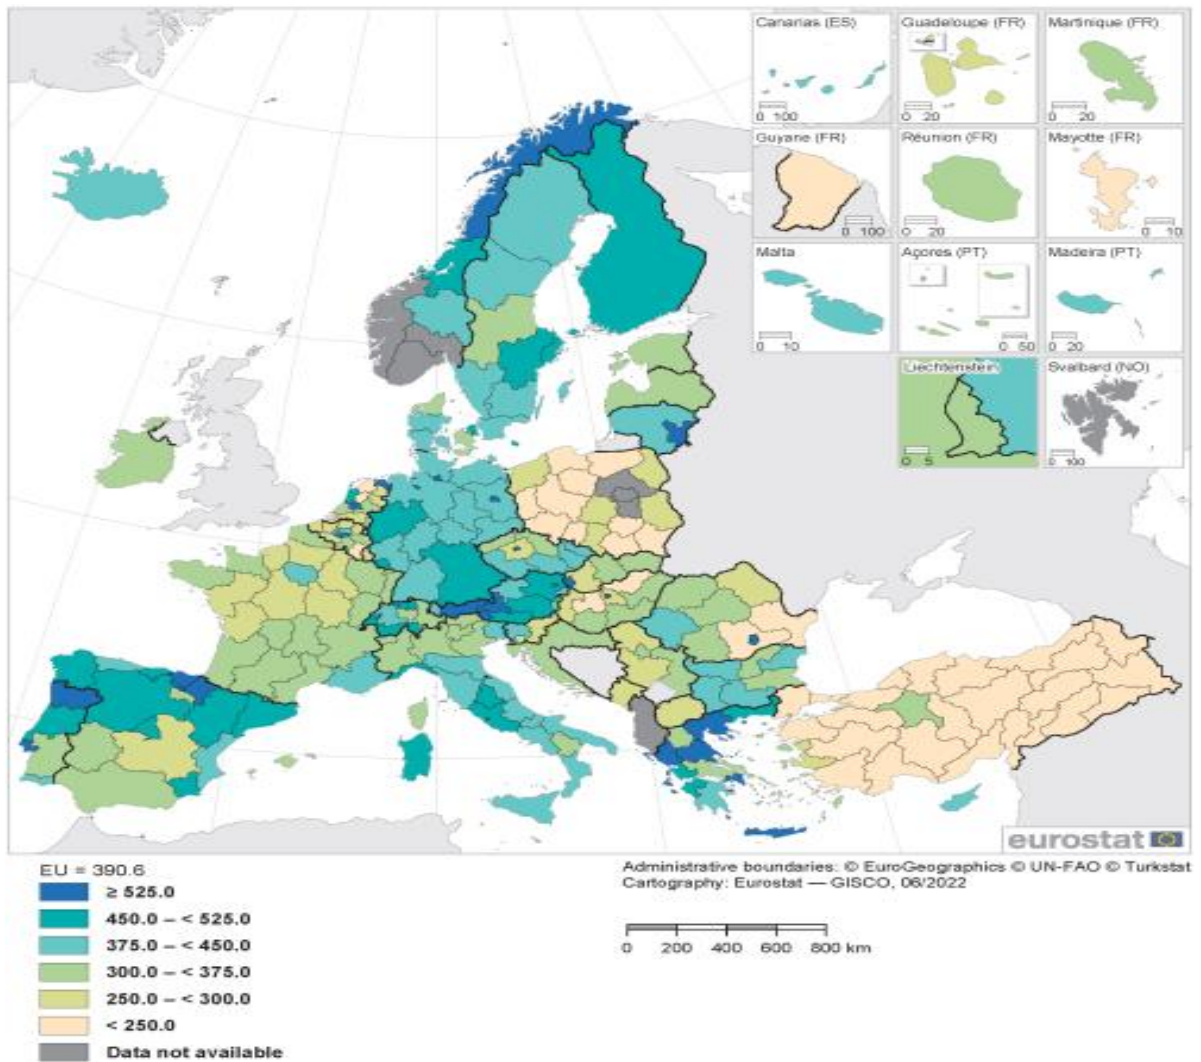 Canarias (ES)
0 100
Guadeloupe (FR)
0 20
Martinique (FR)
0 20
Guyane (FR)
0 100
Réunion (FR)
0 20
Mayotte (FR)
0 10
Malta
0 10
Açores (PT)
0 50
Madeira (PT)
0 20
Liechtenstein
0 5
Svalbard (NO)
0 100
eurostat
EU = 390.6
≥ 525.0
450.0 – < 525.0
375.0 – < 450.0
300.0 – < 375.0
250.0 – < 300.0
< 250.0
Data not available
Administrative boundaries: © EuroGeographics © UN-FAO © Turkstat
Cartography: Eurostat — GISCO, 06/2022
0 200 400 600 800 km